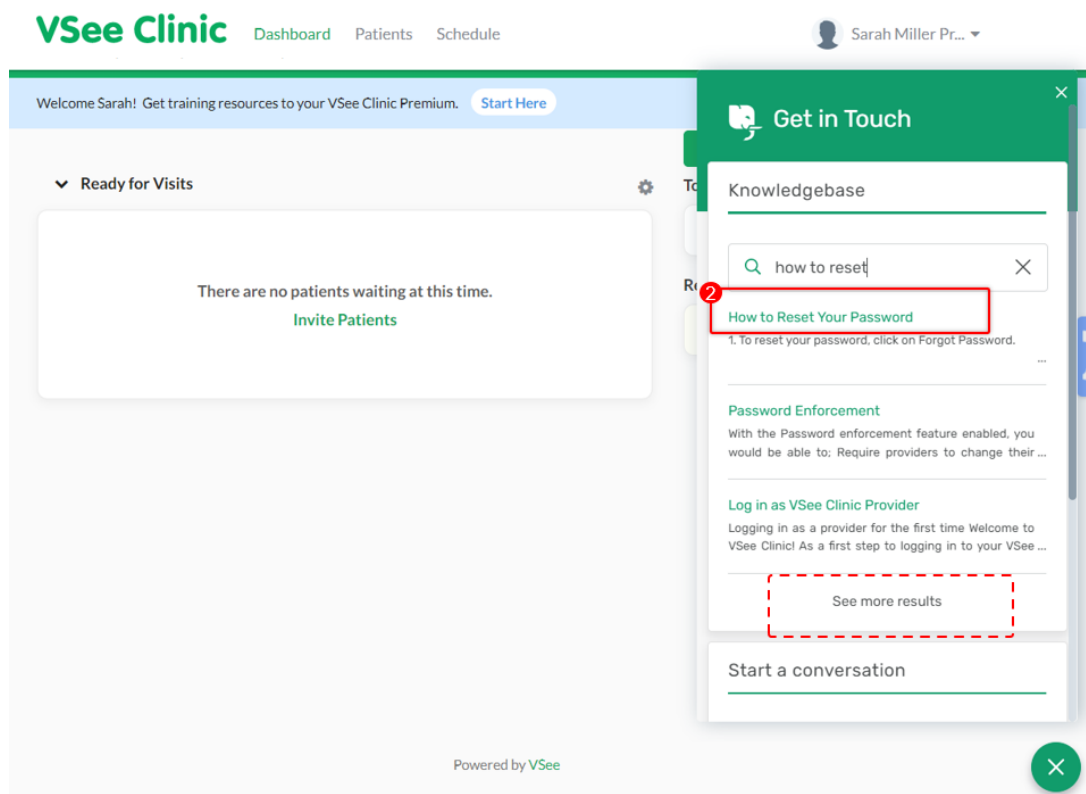 VSee Clinic Dashboard Patients Schedule Sarah Miller Pr...
Welcome Sarah! Get training resources to your VSee Clinic Premium. Start Here
Ready for Visits
There are no patients waiting at this time.
Invite Patients
Get in Touch
Knowledgebase
how to reset
2
How to Reset Your Password
1. To reset your password, click on Forgot Password.
...
Password Enforcement
With the Password enforcement feature enabled, you
would be able to; Require providers to change their ...
Log in as VSee Clinic Provider
Logging in as a provider for the first time Welcome to
VSee Clinic! As a first step to logging in to your VSee ...
See more results
Start a conversation
Powered by VSee